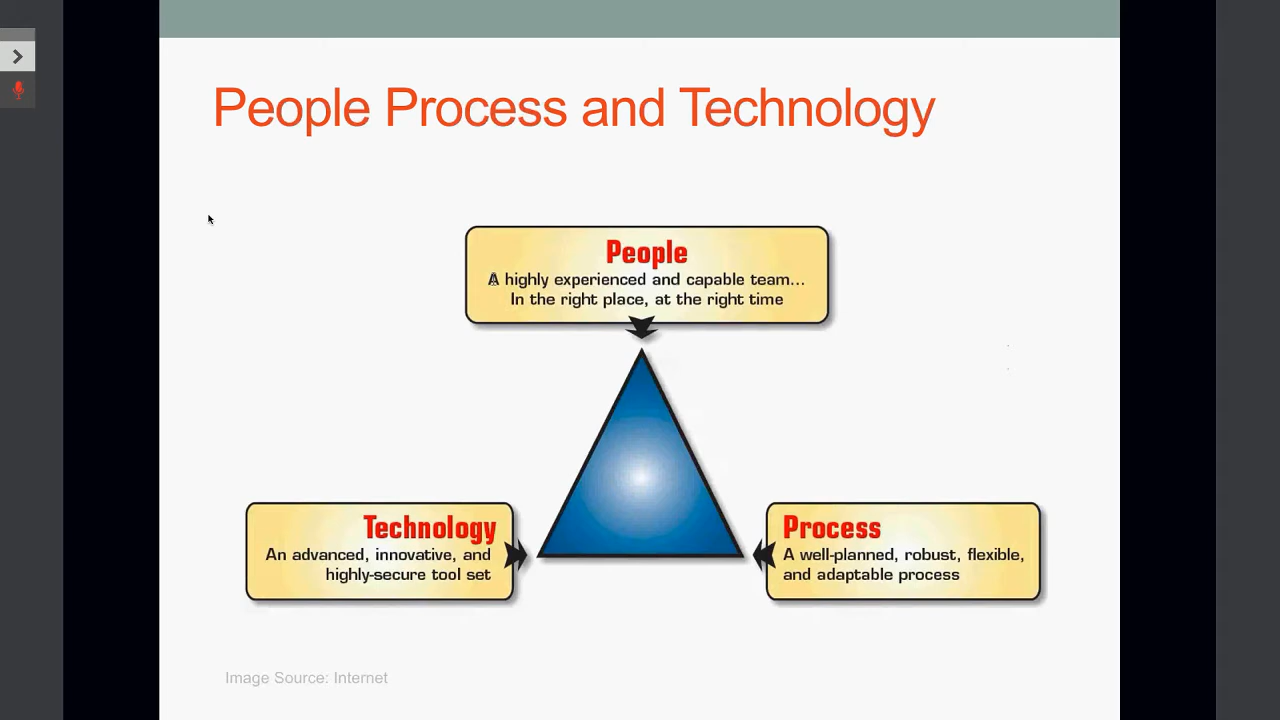 People Process and Technology
People
A highly experienced and capable team...
In the right place, at the right time
Technology
An advanced, innovative, and
highly-secure tool set
Process
A well-planned, robust, flexible,
and adaptable process
Image Source: Internet